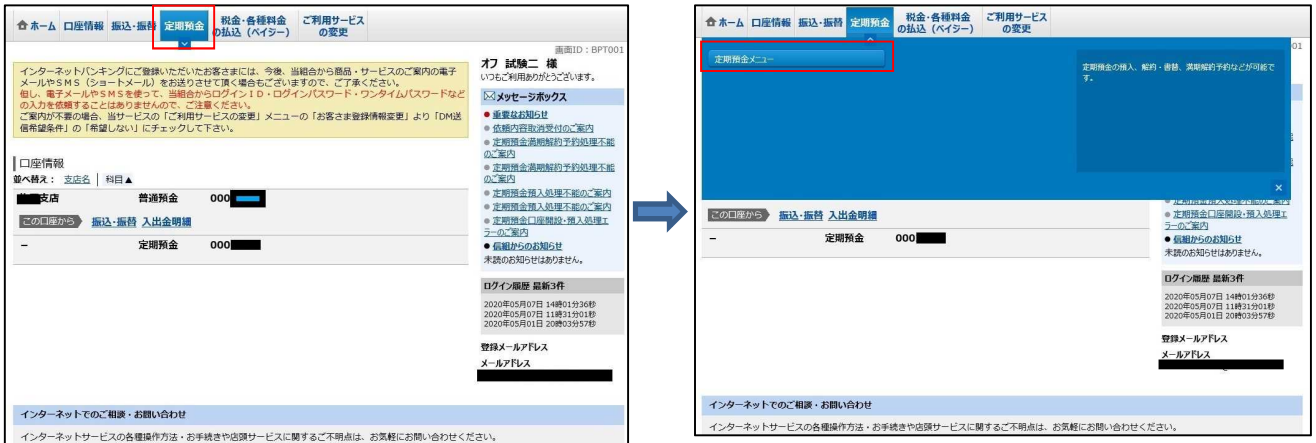 ホーム 口座情報 振込・振替 定期預金 税金・各種料金の払込（ペイジー） ご利用サービスの変更
画面ID：BPT001
インターネットバンキングにご登録いただいたお客さまには、今後、当組合から商品・サービスのご案内の電子
メールやSMS（ショートメール）をお送りさせて頂く場合もございますので、ご了承ください。
但し、電子メールやSMSを使って、当組合からログインID・ログインパスワード・ワンタイムパスワードなど
の入力を依頼することはありませんので、ご注意ください。
ご案内が不要の場合、当サービスの「ご利用サービスの変更」メニューの「お客さま登録情報変更」より「DM送
信希望条件」の「希望しない」にチェックして下さい。
口座情報
並べ替え： 支店名 科目▲
支店 普通預金 000
この口座から 振込・振替 入出金明細
－ 定期預金 000
オフ 試験二 様
いつもご利用ありがとうございます。
メッセージボックス
重要なお知らせ
依頼内容取消受付のご案内
定期預金満期解約予約処理不能
のご案内
定期預金満期解約予約処理不能
のご案内
定期預金預入処理不能のご案内
定期預金預入処理不能のご案内
定期預金口座開設・預入処理エ
ラーのご案内
信組からのお知らせ
未読のお知らせはありません。
ログイン履歴 最新3件
2020年05月07日 14時01分36秒
2020年05月07日 11時31分01秒
2020年05月01日 20時03分57秒
登録メールアドレス
メールアドレス
インターネットでのご相談・お問い合わせ
インターネットサービスの各種操作方法・お手続きや店頭サービスに関するご不明点は、お気軽にお問い合わせください。
ホーム 口座情報 振込・振替 定期預金 税金・各種料金の払込（ペイジー） ご利用サービスの変更
01
定期預金メニュー
定期預金の預入、解約・書替、満期解約予約などが可能で
す。
×
この口座から 振込・振替 入出金明細
－ 定期預金 000
定期預金預入処理不能のご案内
定期預金口座開設・預入処理エ
ラーのご案内
信組からのお知らせ
未読のお知らせはありません。
ログイン履歴 最新3件
2020年05月07日 14時01分36秒
2020年05月07日 11時31分01秒
2020年05月01日 20時03分57秒
登録メールアドレス
メールアドレス
インターネットでのご相談・お問い合わせ
インターネットサービスの各種操作方法・お手続きや店頭サービスに関するご不明点は、お気軽にお問い合わせください。